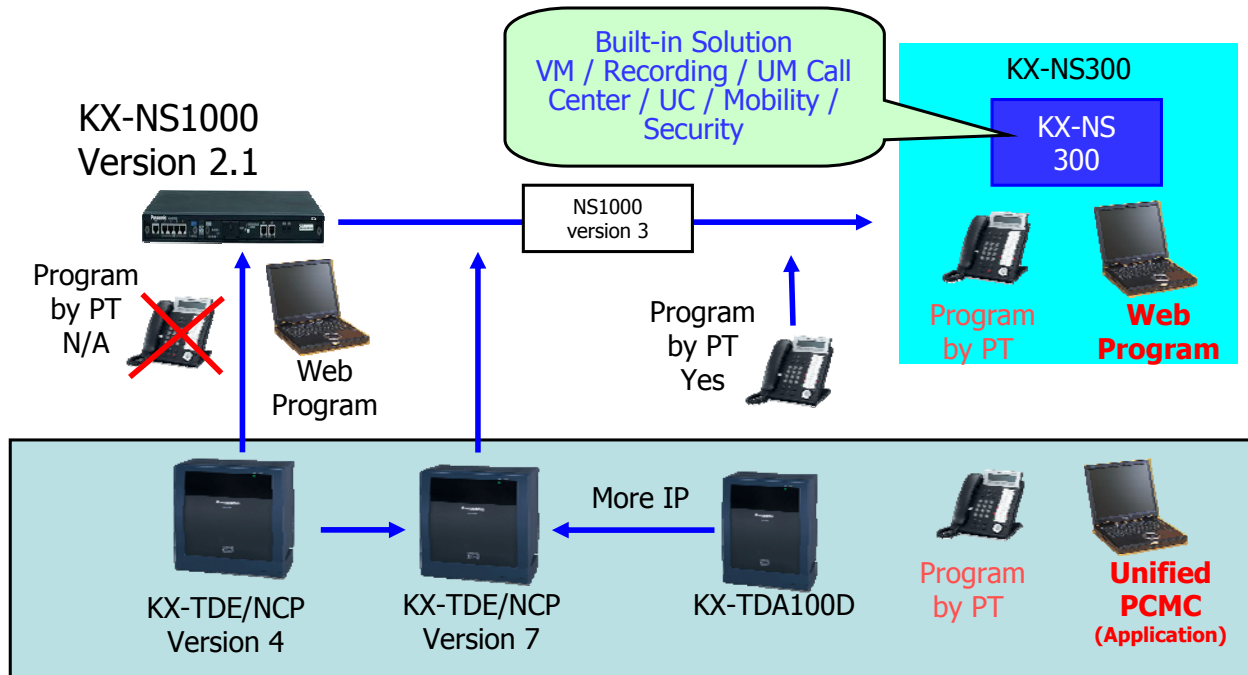 Built-in Solution
VM / Recording / UM Call
Center / UC / Mobility /
Security
KX-NS300
KX-NS
300
KX-NS1000
Version 2.1
NS1000
version 3
Program
by PT
N/A
Web
Program
Program
by PT
Yes
Program
by PT
Web
Program
More IP
KX-TDE/NCP
Version 4
KX-TDE/NCP
Version 7
KX-TDA100D
Program
by PT
Unified
PCMC
(Application)